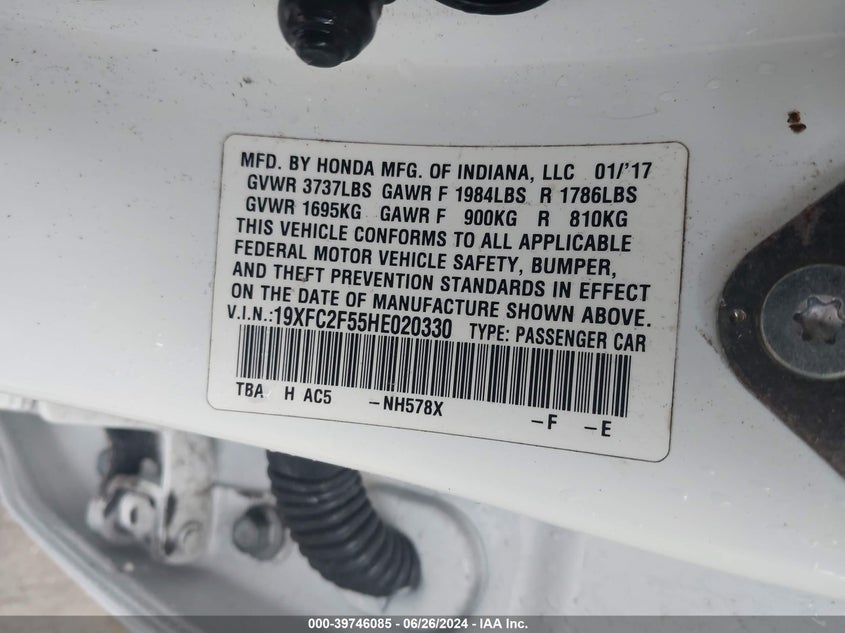 MFD. BY HONDA MFG. OF INDIANA, LLC 01/'17
GVWR 3737LBS GAWR F 1984LBS R 1786LBS
GVWR 1695KG GAWR F 900KG R 810KG
THIS VEHICLE CONFORMS TO ALL APPLICABLE
FEDERAL MOTOR VEHICLE SAFETY, BUMPER,
AND THEFT PREVENTION STANDARDS IN EFFECT
ON THE DATE OF MANUFACTURE SHOWN ABOVE.
V.I.N.:19XFC2F55HE020330 TYPE: PASSENGER CAR
TBA H AC5 -NH578X -F -E
000-39746085 - 06/26/2024 - IAA Inc.